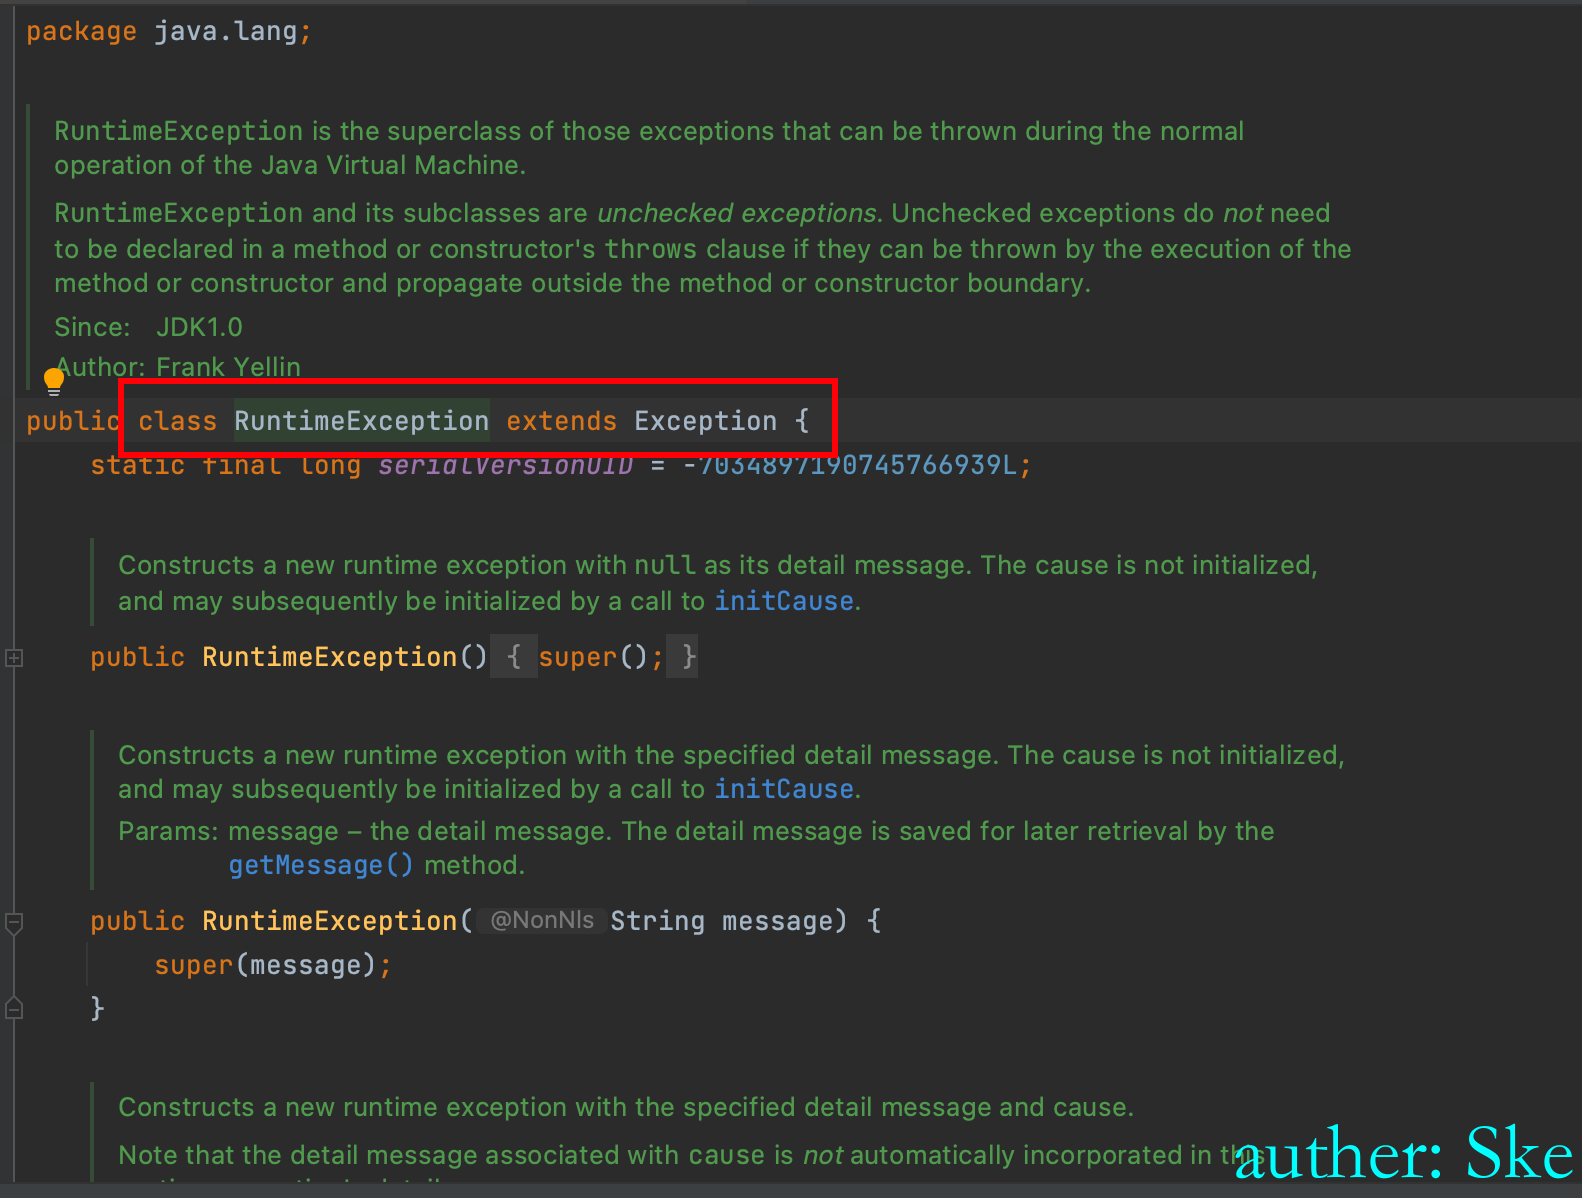 package java.lang;
RuntimeException is the superclass of those exceptions that can be thrown during the normal
operation of the Java Virtual Machine.
RuntimeException and its subclasses are unchecked exceptions. Unchecked exceptions do not need
to be declared in a method or constructor's throws clause if they can be thrown by the execution of the
method or constructor and propagate outside the method or constructor boundary.
Since: JDK1.0
Author: Frank Yellin
public class RuntimeException extends Exception {
static final long serialVersionUID = -7034897190745766939L;
Constructs a new runtime exception with null as its detail message. The cause is not initialized,
and may subsequently be initialized by a call to initCause.
public RuntimeException() { super(); }
Constructs a new runtime exception with the specified detail message. The cause is not initialized,
and may subsequently be initialized by a call to initCause.
Params: message – the detail message. The detail message is saved for later retrieval by the
getMessage() method.
public RuntimeException( @NonNls String message) {
super(message);
}
Constructs a new runtime exception with the specified detail message and cause.
Note that the detail message associated with cause is not automatically incorporated in this
auther: Ske